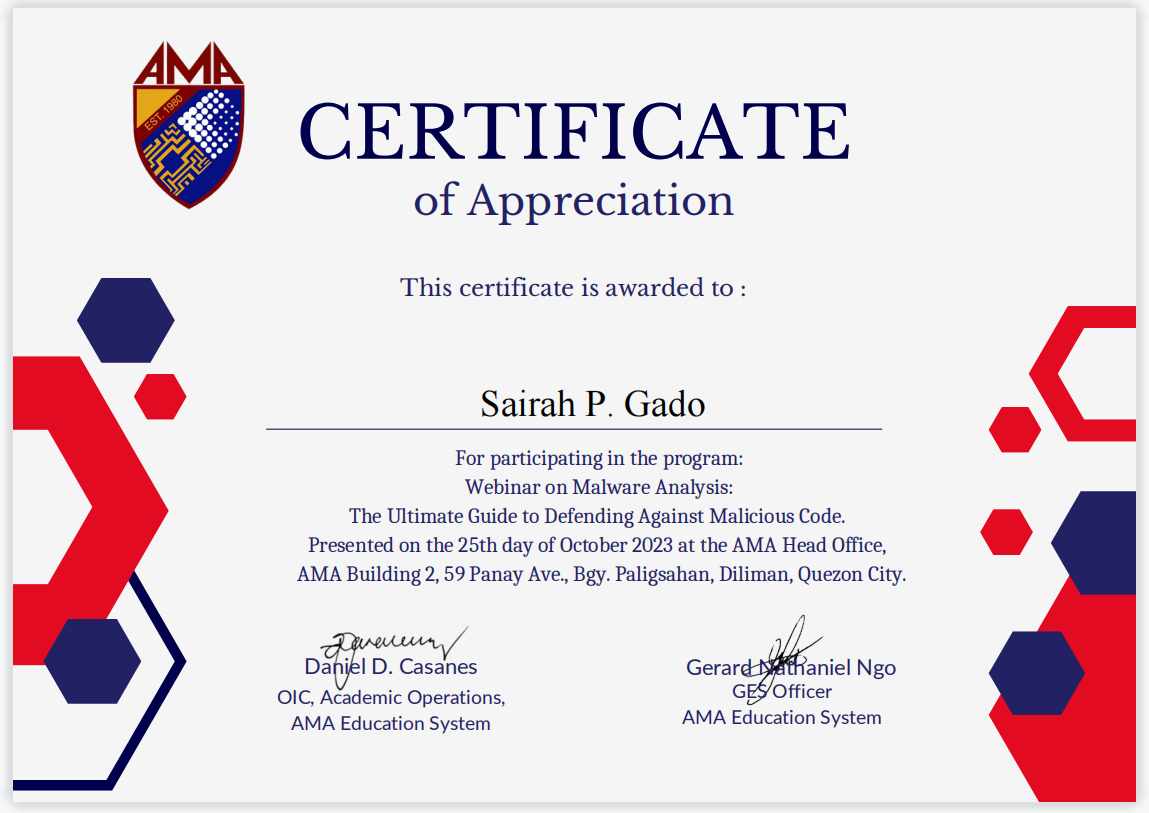 AMA
EST. 1980
CERTIFICATE
of Appreciation
This certificate is awarded to :
Sairah P. Gado
For participating in the program:
Webinar on Malware Analysis:
The Ultimate Guide to Defending Against Malicious Code.
Presented on the 25th day of October 2023 at the AMA Head Office,
AMA Building 2, 59 Panay Ave., Bgy. Paligsahan, Diliman, Quezon City.
Daniel D. Casanes
OIC, Academic Operations,
AMA Education System
Gerard Nathaniel Ngo
GES Officer
AMA Education System